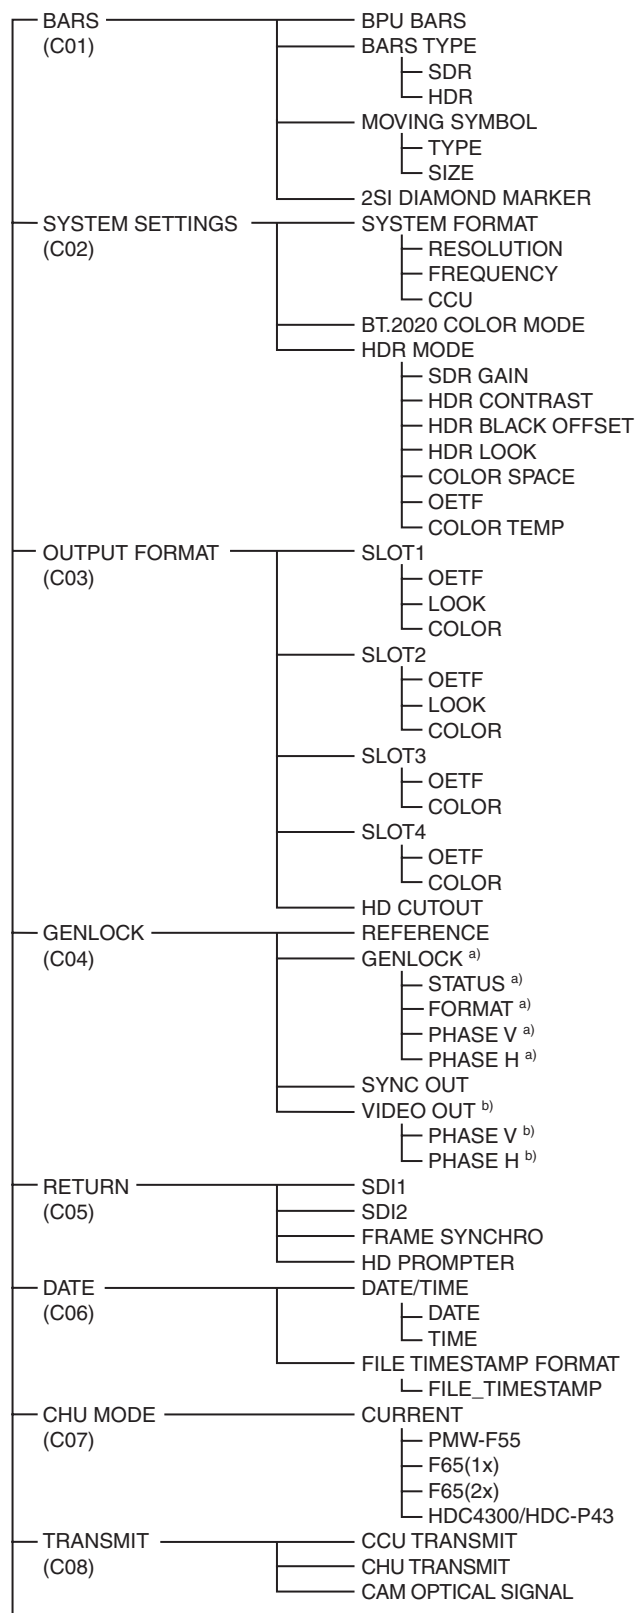 BARS BPU BARS
(C01) BARS TYPE
SDR
HDR
MOVING SYMBOL
TYPE
SIZE
2SI DIAMOND MARKER
SYSTEM SETTINGS SYSTEM FORMAT
(C02) RESOLUTION
FREQUENCY
CCU
BT.2020 COLOR MODE
HDR MODE
SDR GAIN
HDR CONTRAST
HDR BLACK OFFSET
HDR LOOK
COLOR SPACE
OETF
COLOR TEMP
OUTPUT FORMAT SLOT1
(C03) OETF
LOOK
COLOR
SLOT2
OETF
LOOK
COLOR
SLOT3
OETF
COLOR
SLOT4
OETF
COLOR
HD CUTOUT
GENLOCK REFERENCE
(C04) GENLOCK a)
STATUS a)
FORMAT a)
PHASE V a)
PHASE H a)
SYNC OUT
VIDEO OUT b)
PHASE V b)
PHASE H b)
RETURN SDI1
(C05) SDI2
FRAME SYNCHRO
HD PROMPTER
DATE DATE/TIME
(C06) DATE
TIME
FILE TIMESTAMP FORMAT
FILE_TIMESTAMP
CHU MODE CURRENT
(C07) PMW-F55
F65(1x)
F65(2x)
HDC4300/HDC-P43
TRANSMIT CCU TRANSMIT
(C08) CHU TRANSMIT
CAM OPTICAL SIGNAL